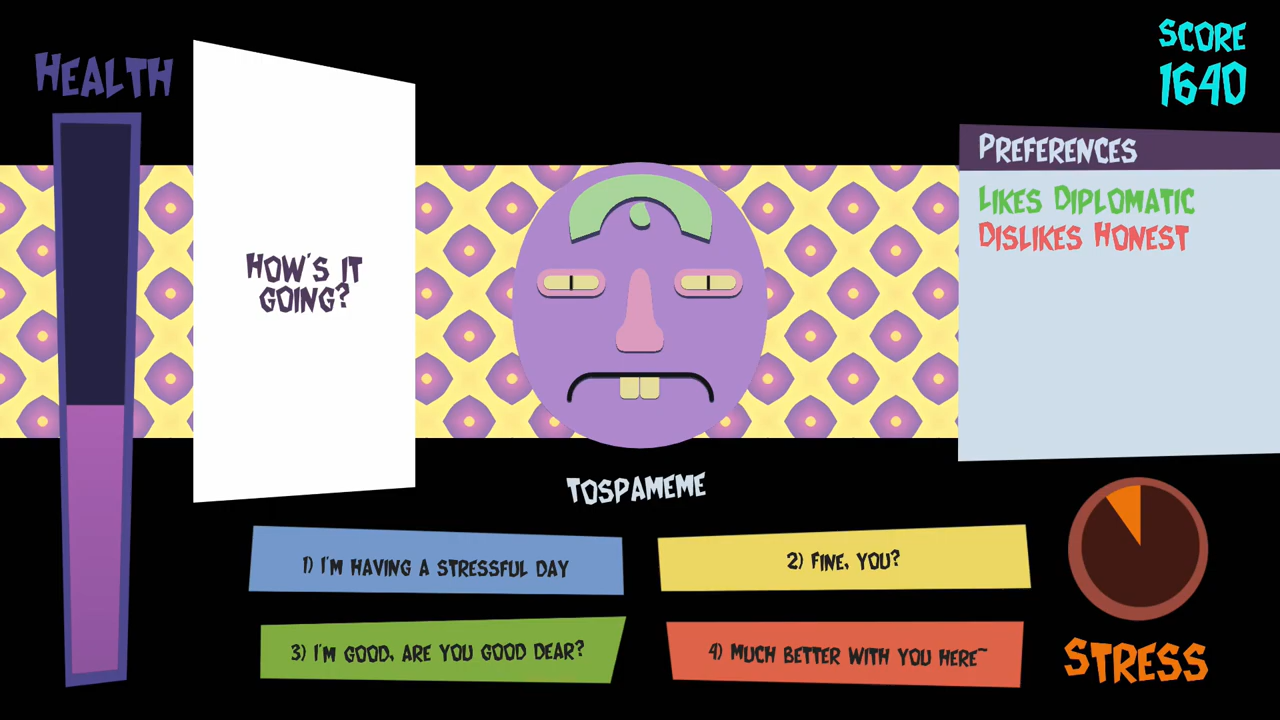 HEALTH
SCORE
1640
HOW'S IT
GOING?
PREFERENCES
LIKES DIPLOMATIC
DISLIKES HONEST
TOSPAMEME
1) I'M HAVING A STRESSFUL DAY
2) FINE, YOU?
3) I'M GOOD, ARE YOU GOOD DEAR?
4) MUCH BETTER WITH YOU HERE~
STRESS